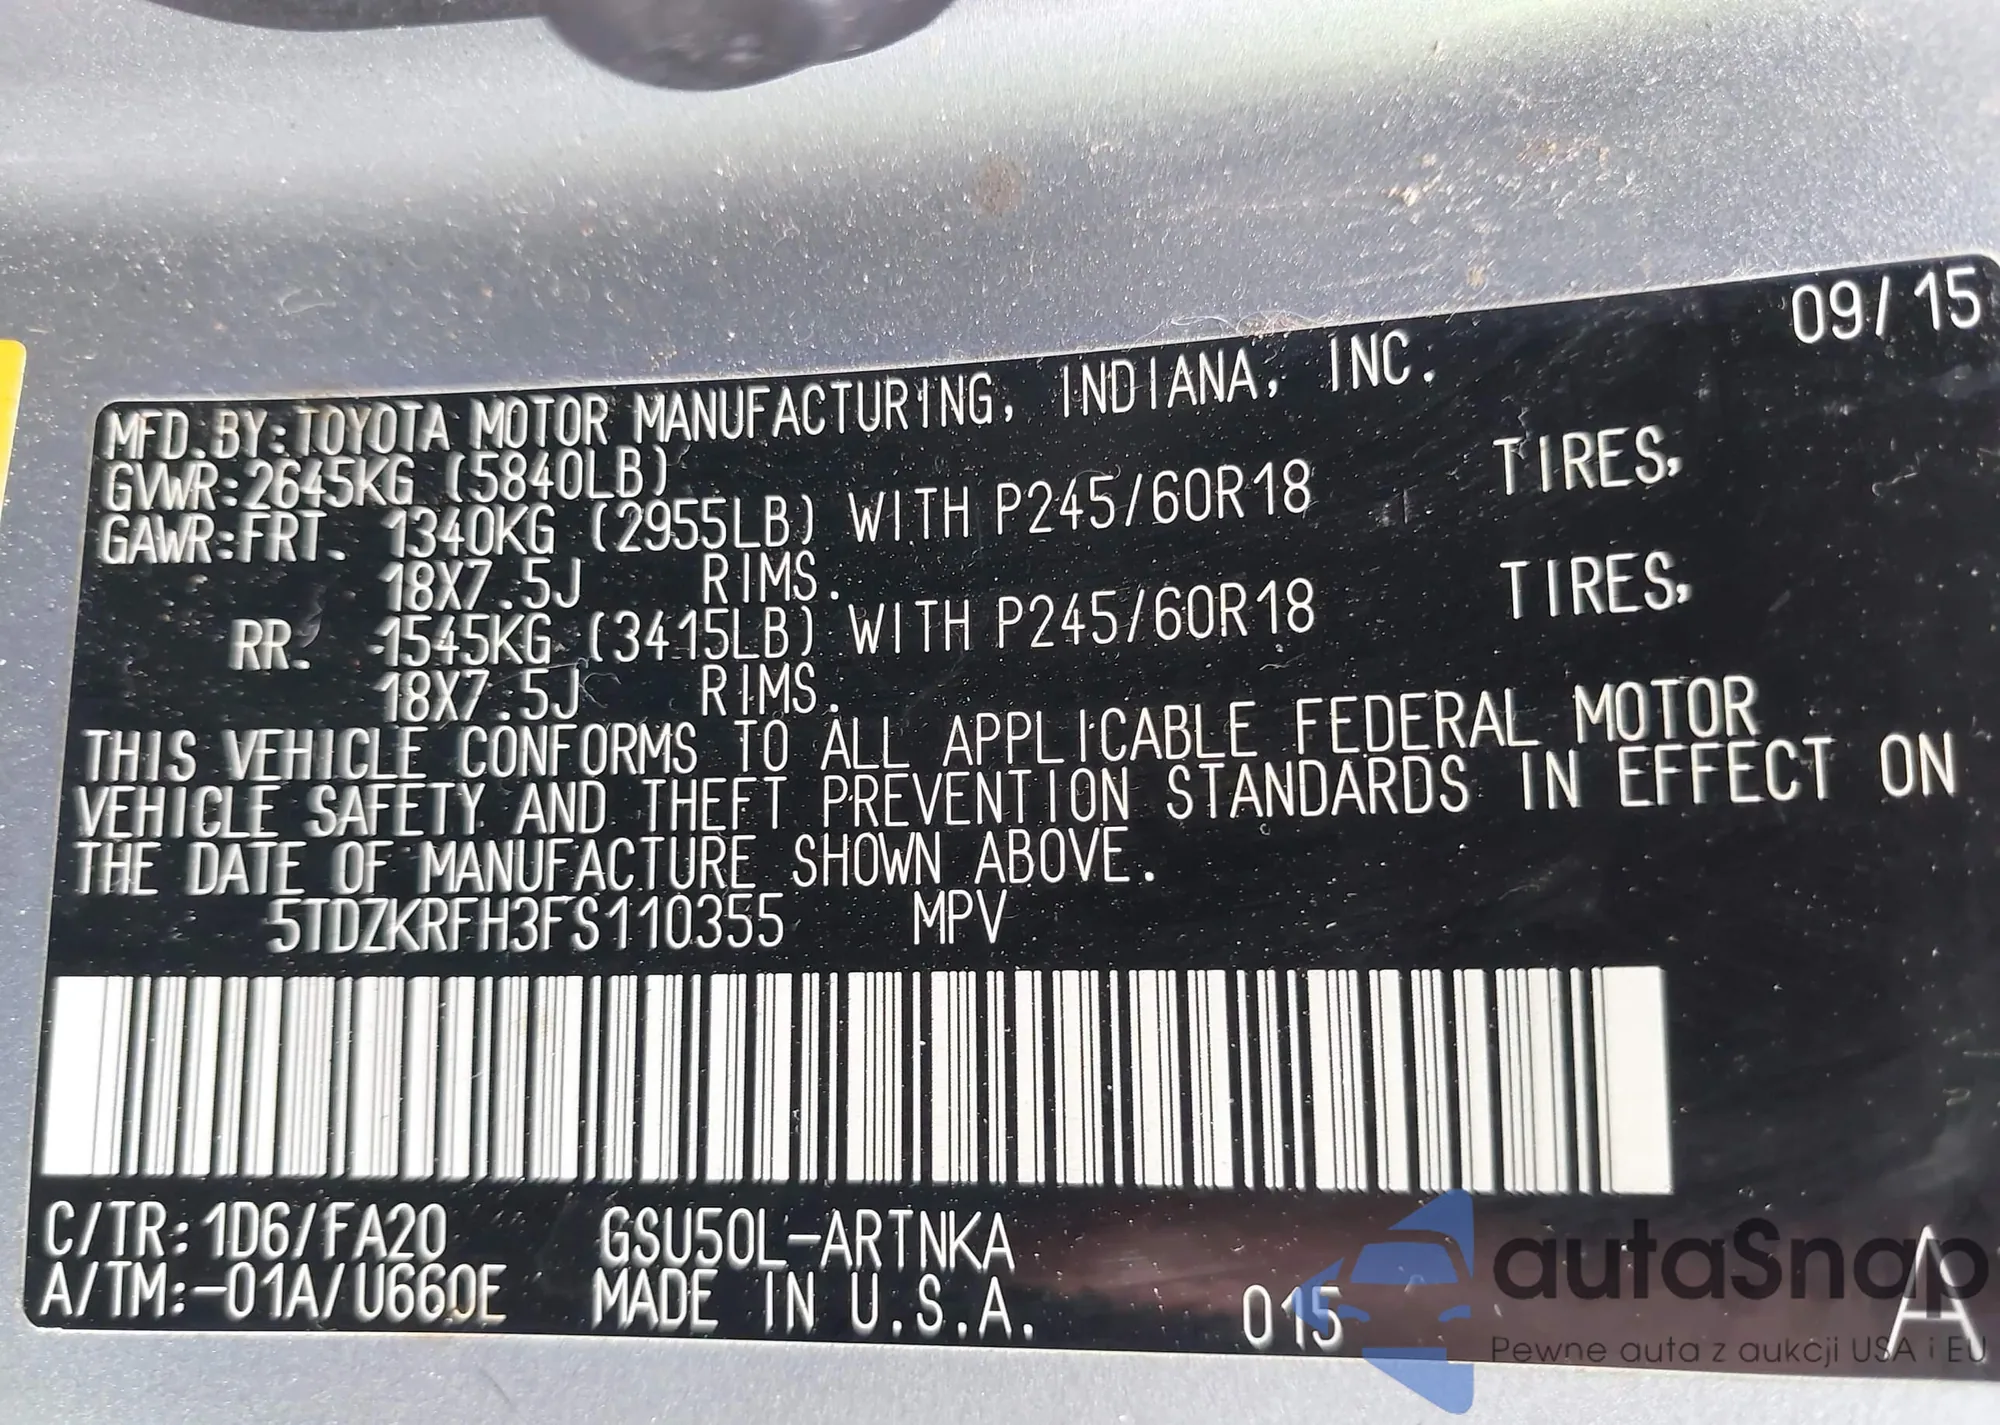 09/15
MFD.BY:TOYOTA MOTOR MANUFACTURING, INDIANA, INC.
GVWR:2645KG (5840LB)
GAWR:FRT. 1340KG (2955LB) WITH P245/60R18 TIRES,
18X7.5J RIMS.
RR. 1545KG (3415LB) WITH P245/60R18 TIRES,
18X7.5J RIMS.
THIS VEHICLE CONFORMS TO ALL APPLICABLE FEDERAL MOTOR
VEHICLE SAFETY AND THEFT PREVENTION STANDARDS IN EFFECT ON
THE DATE OF MANUFACTURE SHOWN ABOVE.
5TDZKRFH3FS110355 MPV
C/TR:1D6/FA20 GSU50L-ARTNKA
A/TM:-01A/U660E MADE IN U.S.A. 015 A
autaSnap
Pewne auta z aukcji USA i EU